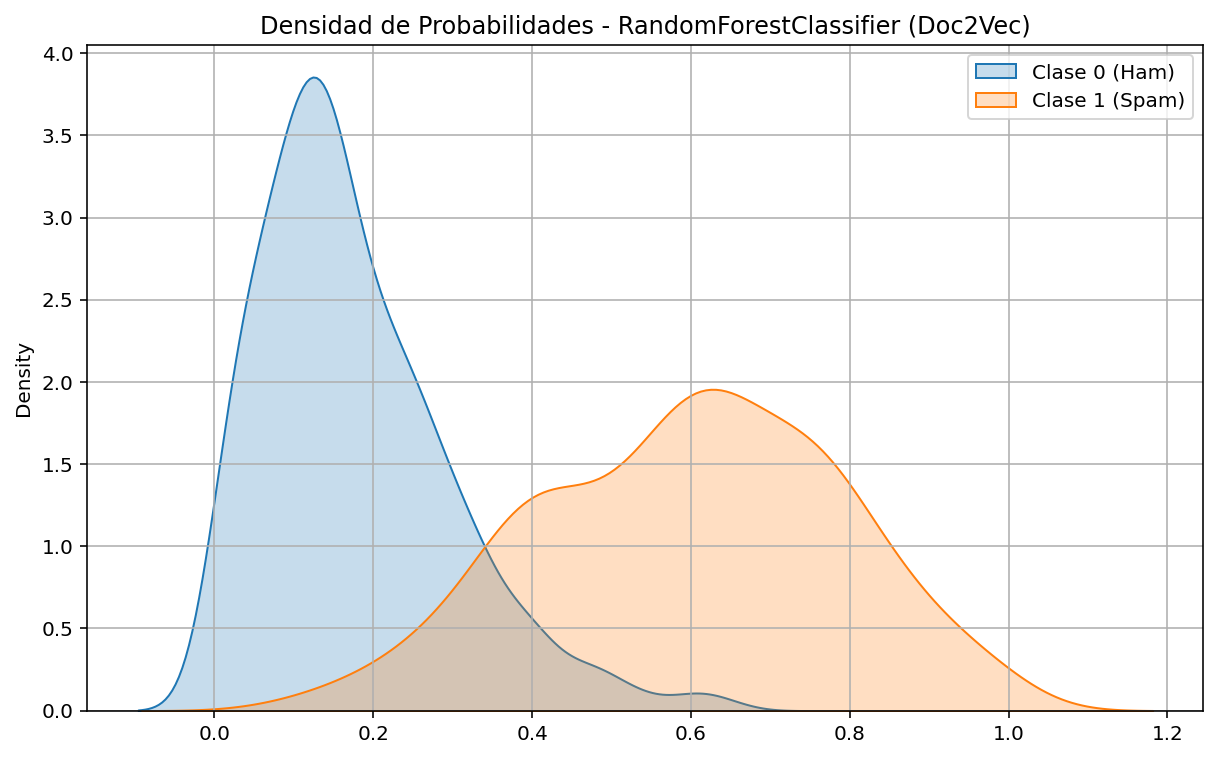 Densidad de Probabilidades - RandomForestClassifier (Doc2Vec)
Clase 0 (Ham)
Clase 1 (Spam)
Density
4.0
3.5
3.0
2.5
2.0
1.5
1.0
0.5
0.0
0.0 0.2 0.4 0.6 0.8 1.0 1.2